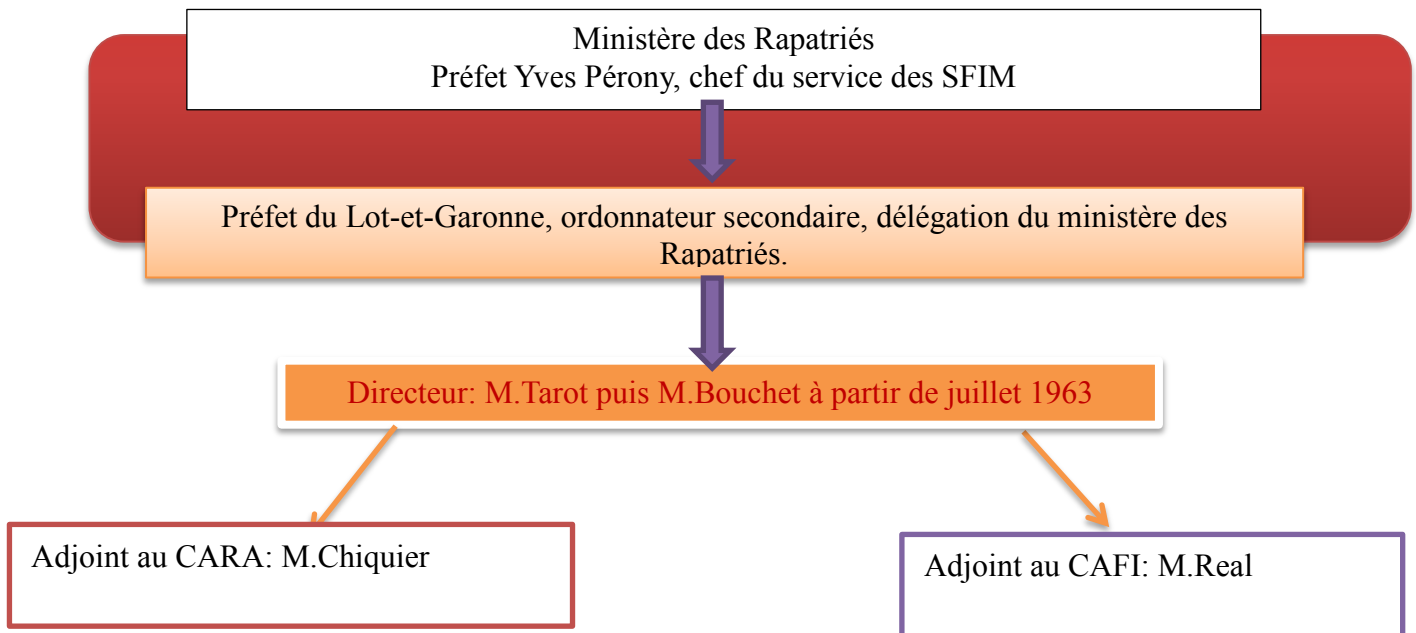 Ministère des Rapatriés
Préfet Yves Pérony, chef du service des SFIM
Préfet du Lot-et-Garonne, ordonnateur secondaire, délégation du ministère des
Rapatriés.
Directeur: M.Tarot puis M.Bouchet à partir de juillet 1963
Adjoint au CARA: M.Chiquier
Adjoint au CAFI: M.Real